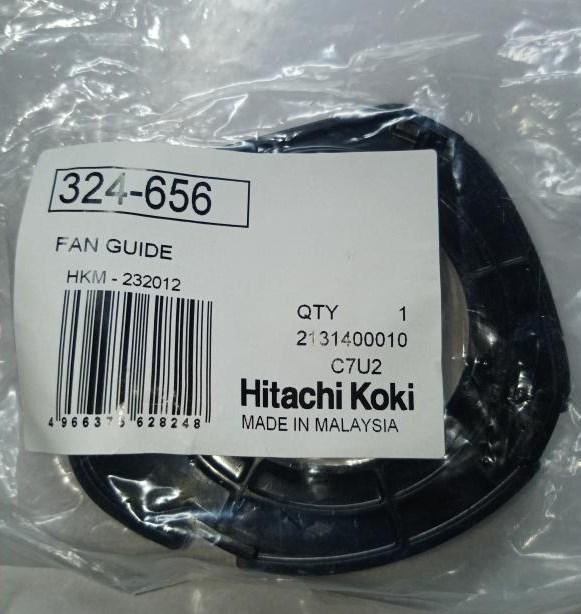 324-656
FAN GUIDE
HKM - 232012
QTY 1
2131400010
C7U2
Hitachi Koki
MADE IN MALAYSIA